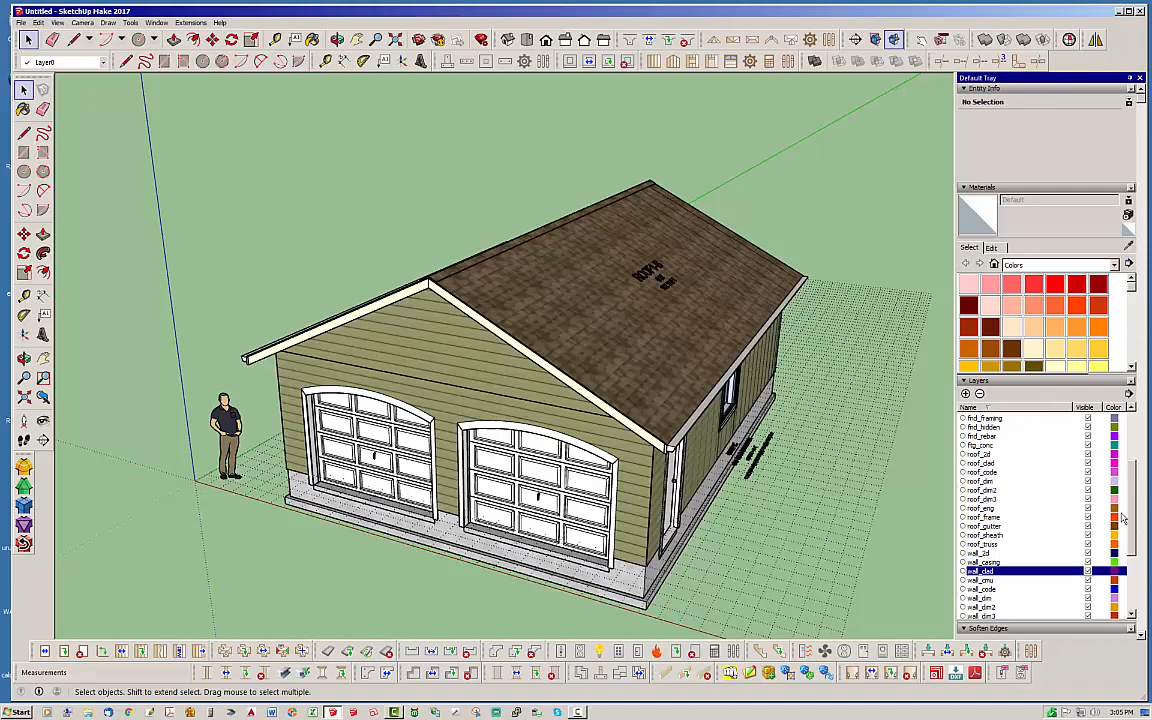 Untitled - SketchUp Make 2017
File Edit View Camera Draw Tools Window Extensions Help
Layer0
Default Tray
Entity Info
No Selection
Materials
Default
Select Edit
Colors
Layers
Name Visible Color
fnd_framing
fnd_hidden
fnd_rebar
ftg_conc
roof_2d
roof_clad
roof_code
roof_dim
roof_dim2
roof_dim3
roof_eng
roof_frame
roof_gutter
roof_sheath
roof_truss
wall_2d
wall_casing
wall_clad
wall_cmu
wall_code
wall_dim
wall_dim2
wall_dim3
Soften Edges
DXF
Measurements
Select objects. Shift to extend select. Drag mouse to select multiple.
Start
3:05 PM